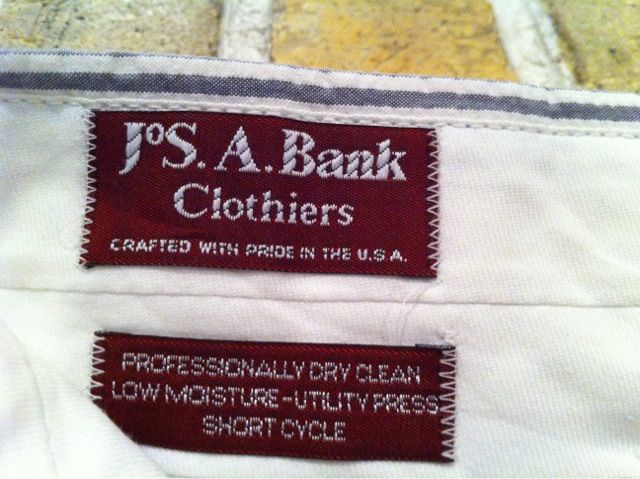 JoS. A. Bank
Clothiers
CRAFTED WITH PRIDE IN THE U.S.A.
PROFESSIONALLY DRY CLEAN
LOW MOISTURE-UTILITY PRESS
SHORT CYCLE